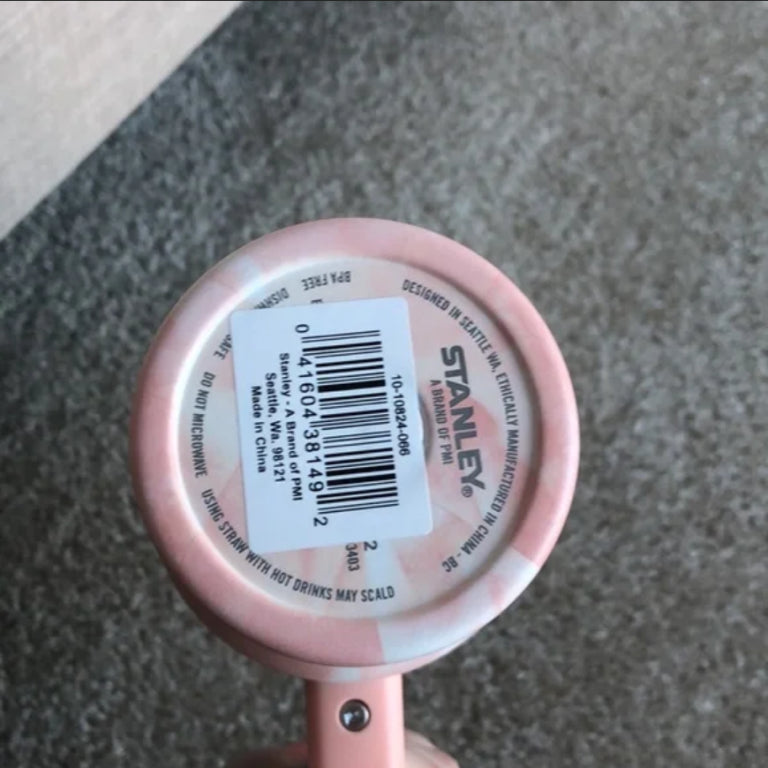 DESIGNED IN SEATTLE WA, ETHICALLY MANUFACTURED IN CHINA - BC
STANLEY®
A BRAND OF PMI
10-10824-066
0 41604 38149 2
Stanley - A Brand of PMI
Seattle, Wa. 98121
Made in China
2
3403
BPA FREE
DO NOT MICROWAVE
USING STRAW WITH HOT DRINKS MAY SCALD